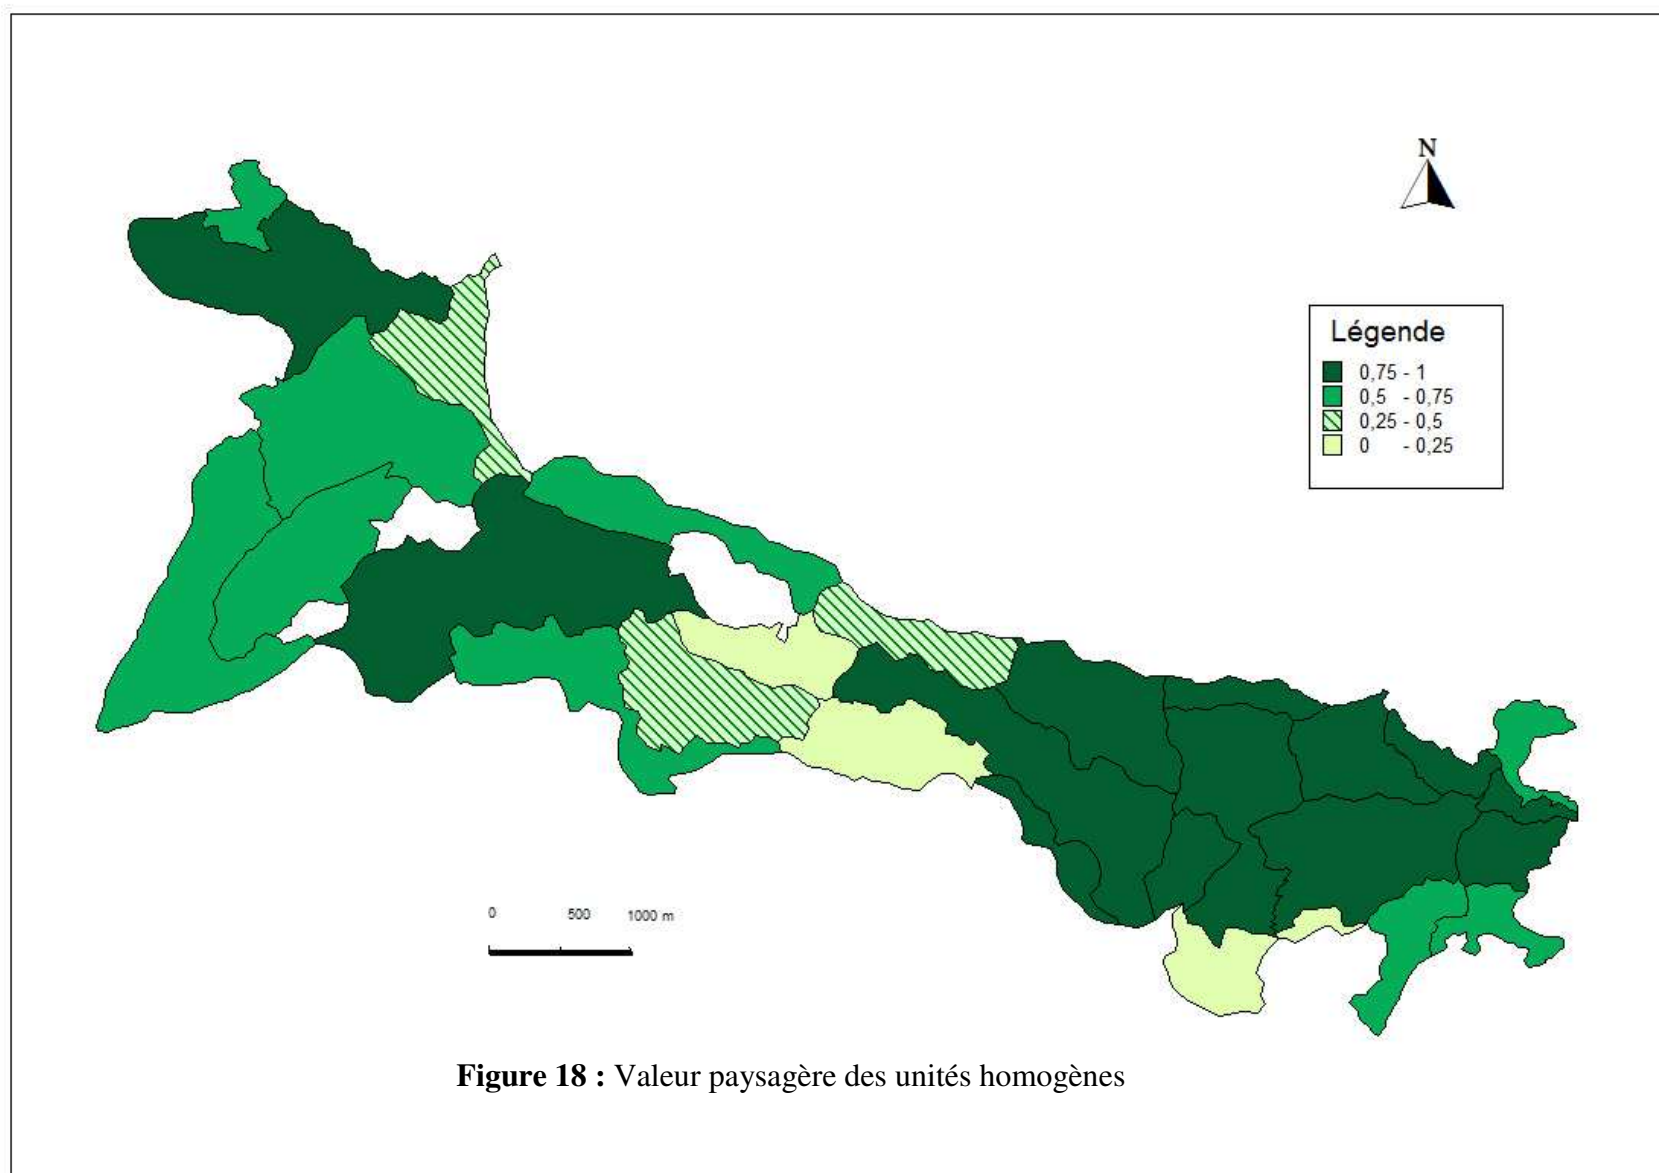 N
Légende
0,75 - 1
0,5 - 0,75
0,25 - 0,5
0 - 0,25
0 500 1000 m
Figure 18 : Valeur paysagère des unités homogènes